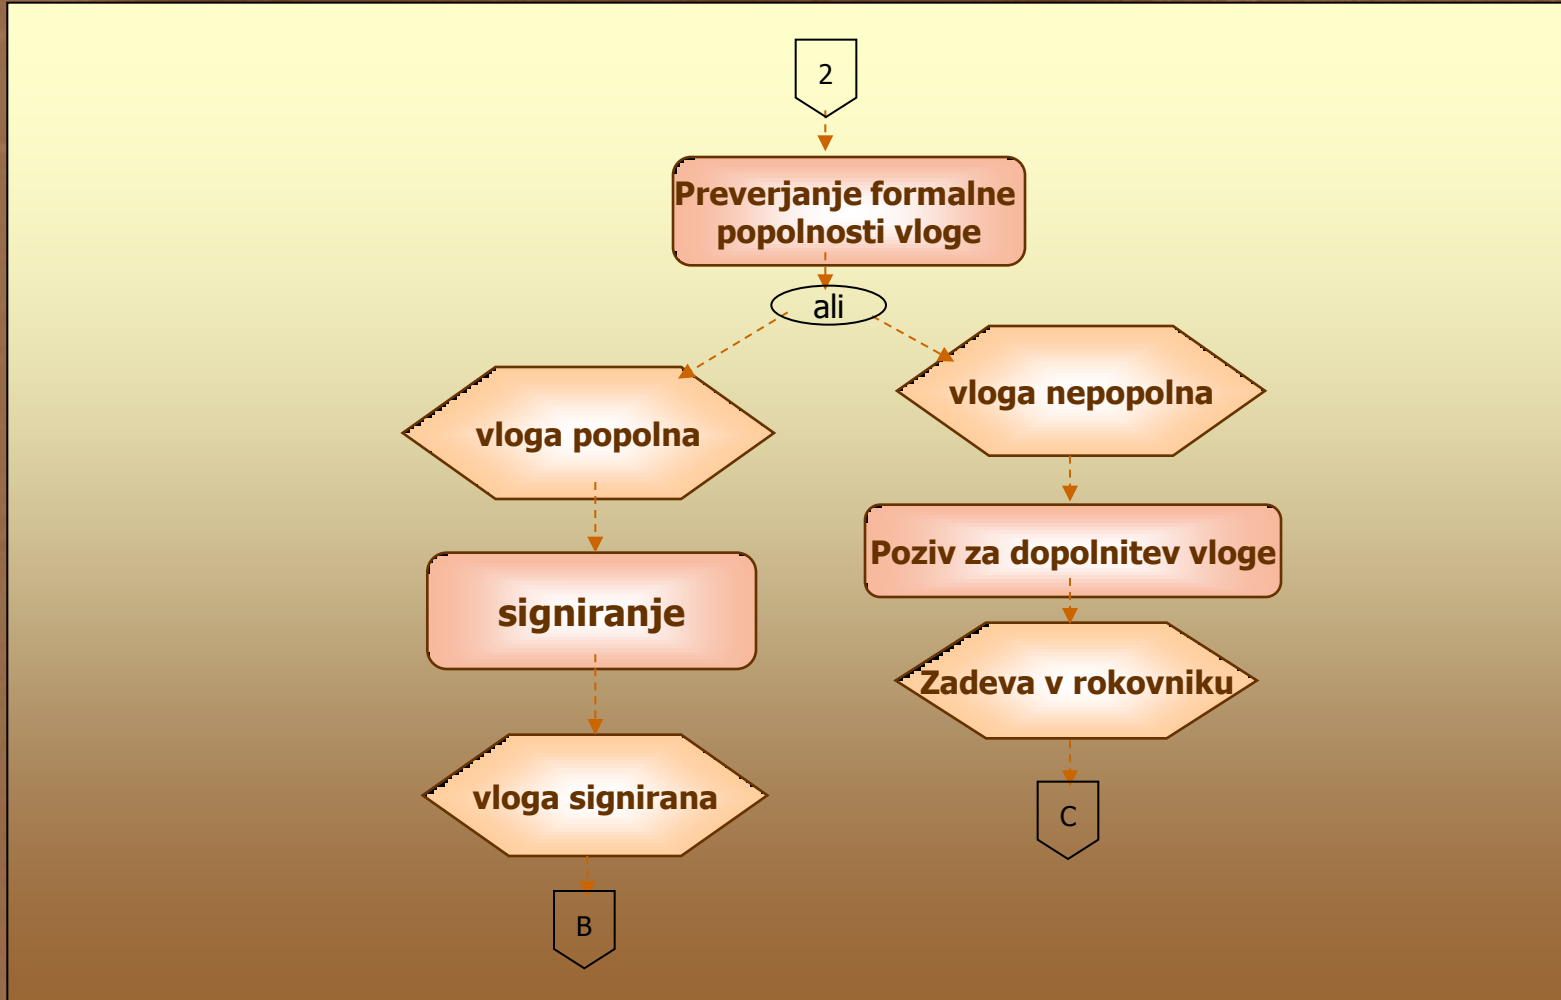 2
Preverjanje formalne
popolnosti vloge
ali
vloga nepopolna
vloga popolna
Poziv za dopolnitev vloge
signiranje
Zadeva v rokovniku
vloga signirana
C
B